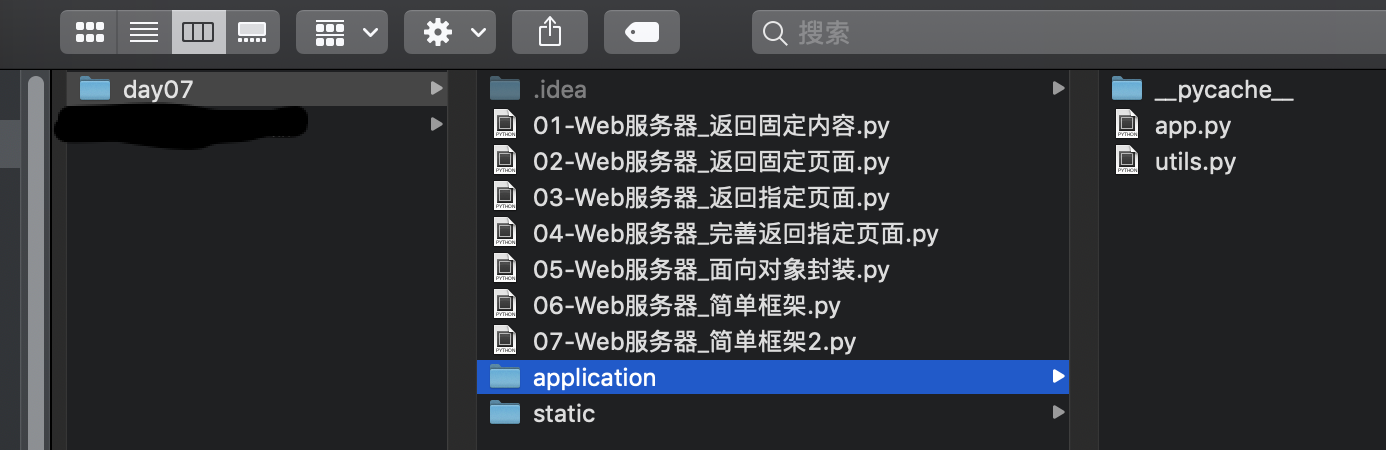 搜索
day07
.idea
01-Web服务器_返回固定内容.py
02-Web服务器_返回固定页面.py
03-Web服务器_返回指定页面.py
04-Web服务器_完善返回指定页面.py
05-Web服务器_面向对象封装.py
06-Web服务器_简单框架.py
07-Web服务器_简单框架2.py
application
static
__pycache__
app.py
utils.py